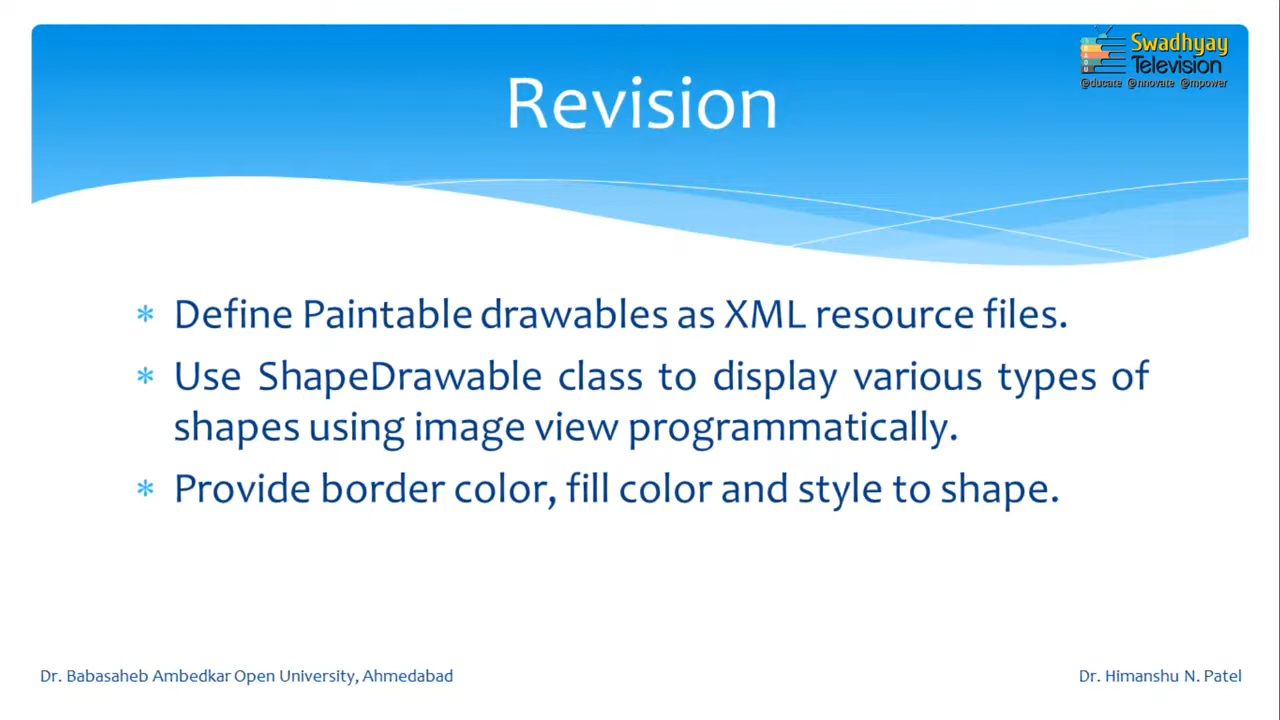 Swadhyay
Television
@ducate @nnovate @mpower
Revision
* Define Paintable drawables as XML resource files.
* Use ShapeDrawable class to display various types of
shapes using image view programmatically.
* Provide border color, fill color and style to shape.
Dr. Babasaheb Ambedkar Open University, Ahmedabad
Dr. Himanshu N. Patel